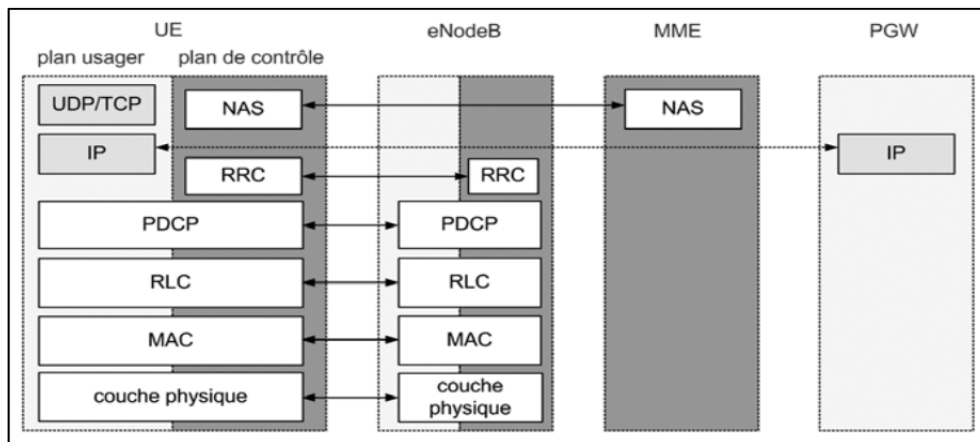 UE
eNodeB
MME
PGW
plan usager
plan de contrôle
UDP/TCP
NAS
NAS
IP
IP
RRC
RRC
PDCP
PDCP
RLC
RLC
MAC
MAC
couche physique
couche
physique